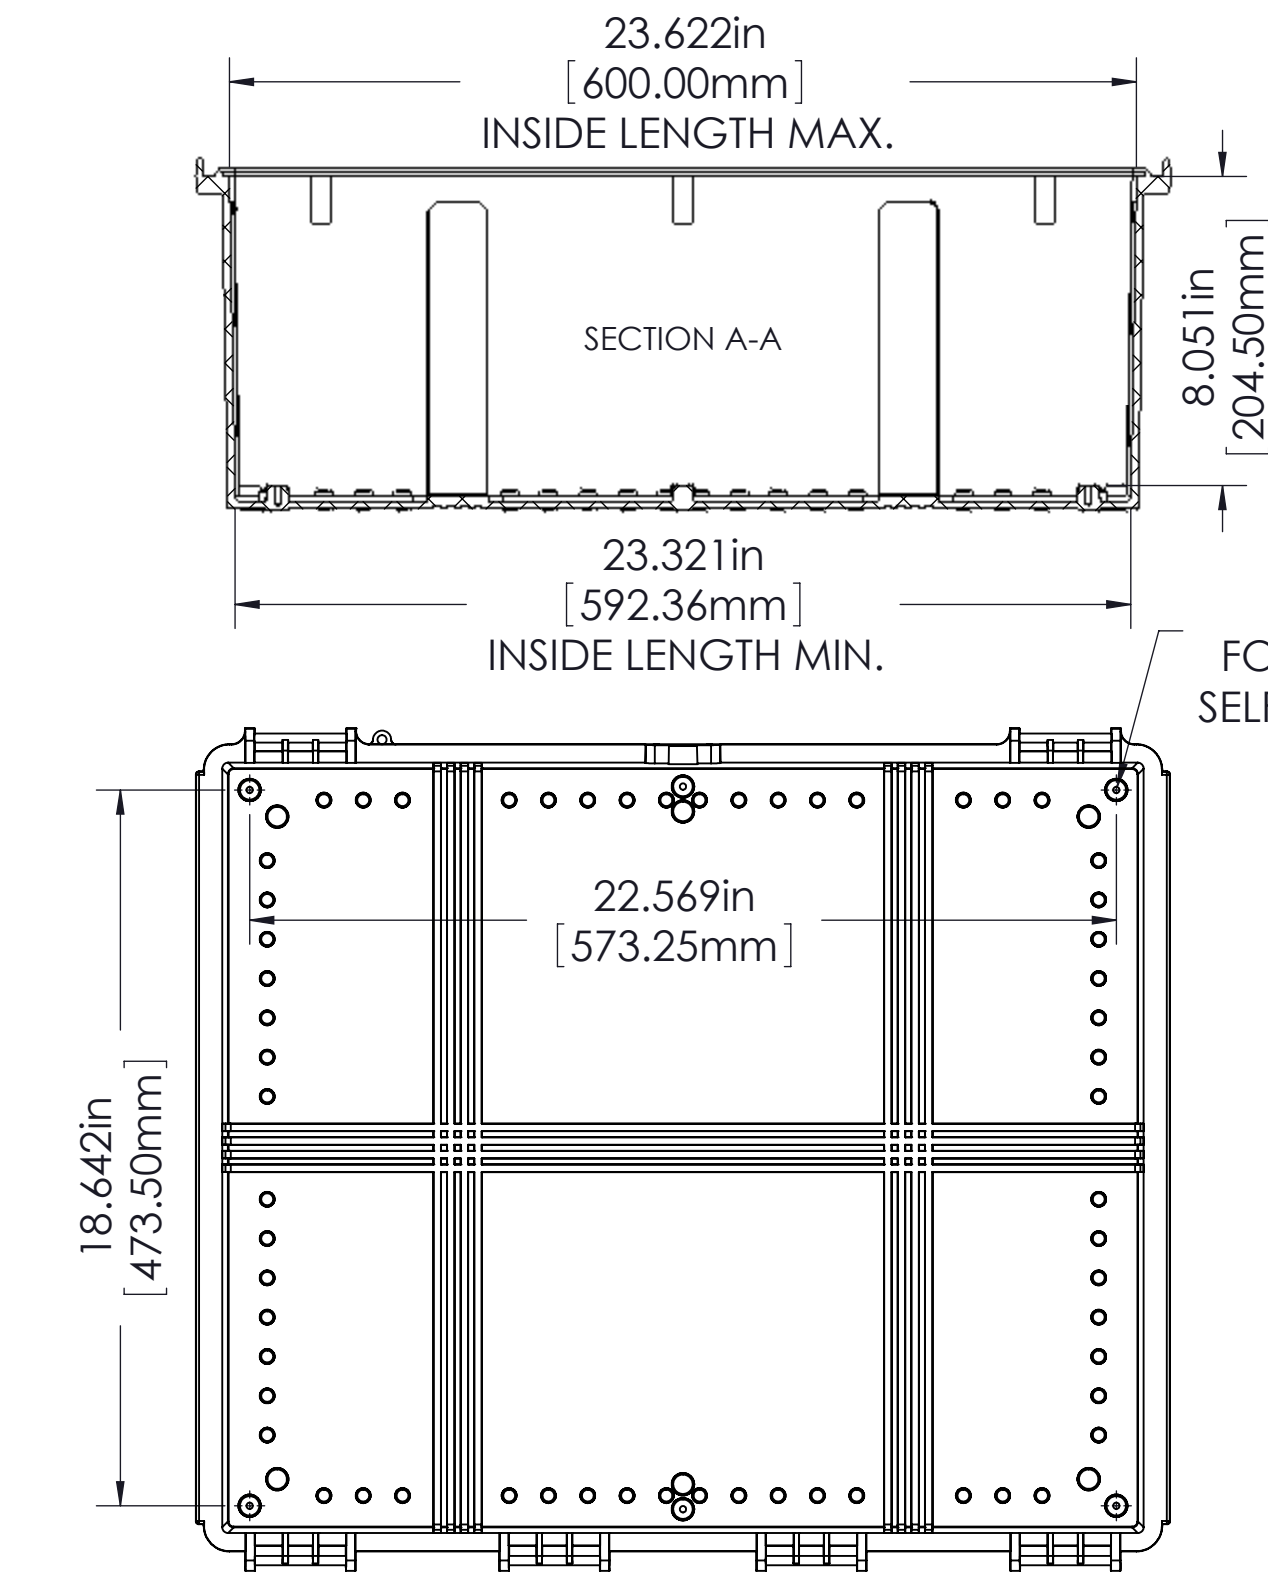 23.622in
[600.00mm]
INSIDE LENGTH MAX.
SECTION A-A
8.051in
[204.50mm]
23.321in
[592.36mm]
INSIDE LENGTH MIN.
22.569in
[573.25mm]
18.642in
[473.50mm]